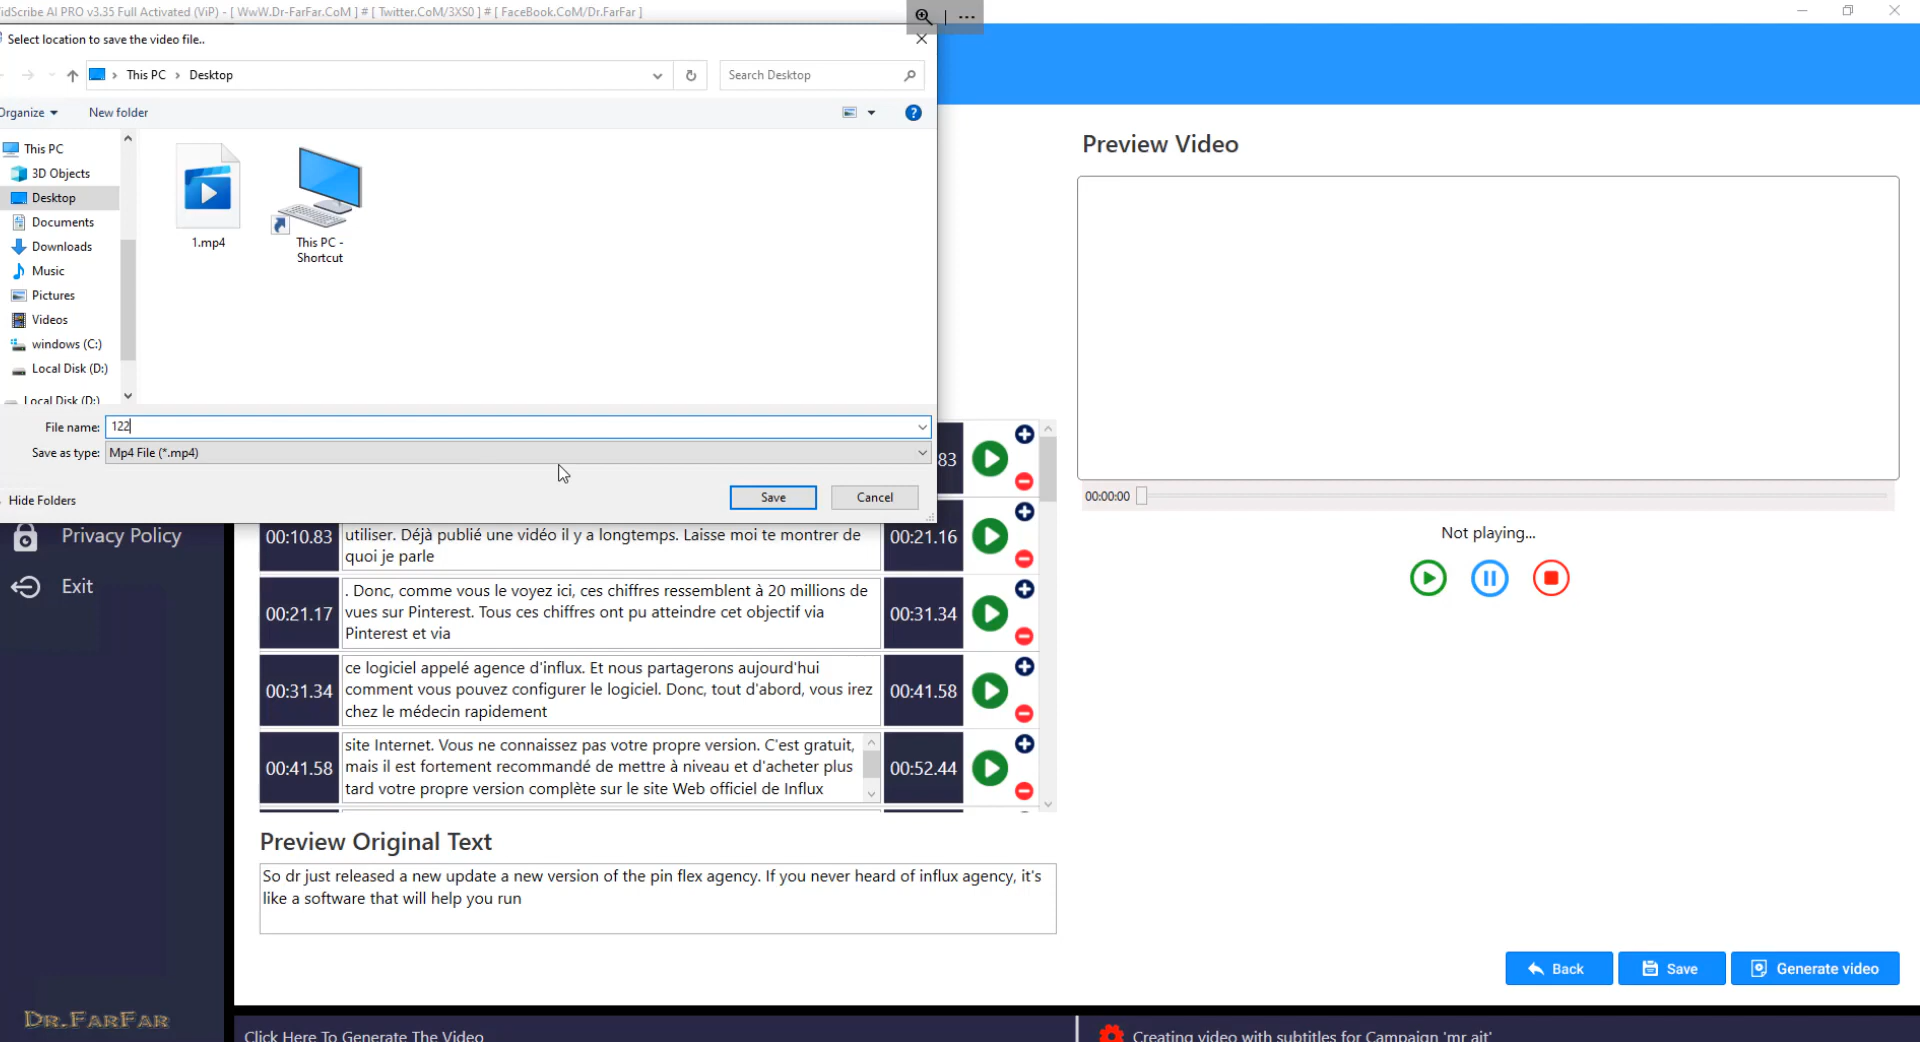 idScribe AI PRO v3.35 Full Activated (ViP) - [ WwW.Dr-FarFar.CoM ] # [ Twitter.CoM/3XS0 ] # [ FaceBook.CoM/Dr.FarFar ]
Select location to save the video file..
This PC > Desktop
Search Desktop
Organize
New folder
This PC
3D Objects
Desktop
Documents
Downloads
Music
Pictures
Videos
windows (C:)
Local Disk (D:)
Local Disk (D:)
1.mp4
This PC -
Shortcut
File name: 122
Save as type: Mp4 File (*.mp4)
Hide Folders
Save
Cancel
Privacy Policy
Exit
DR.FARFAR
83
00:10.83
utiliser. Déjà publié une vidéo il y a longtemps. Laisse moi te montrer de
quoi je parle
00:21.16
00:21.17
. Donc, comme vous le voyez ici, ces chiffres ressemblent à 20 millions de
vues sur Pinterest. Tous ces chiffres ont pu atteindre cet objectif via
Pinterest et via
00:31.34
00:31.34
ce logiciel appelé agence d'influx. Et nous partagerons aujourd'hui
comment vous pouvez configurer le logiciel. Donc, tout d'abord, vous irez
chez le médecin rapidement
00:41.58
00:41.58
site Internet. Vous ne connaissez pas votre propre version. C'est gratuit,
mais il est fortement recommandé de mettre à niveau et d'acheter plus
tard votre propre version complète sur le site Web officiel de Influx
00:52.44
Preview Original Text
So dr just released a new update a new version of the pin flex agency. If you never heard of influx agency, it's
like a software that will help you run
Preview Video
00:00:00
Not playing...
Back
Save
Generate video
Click Here To Generate The Video
Creating video with subtitles for Campaign 'mr ait'